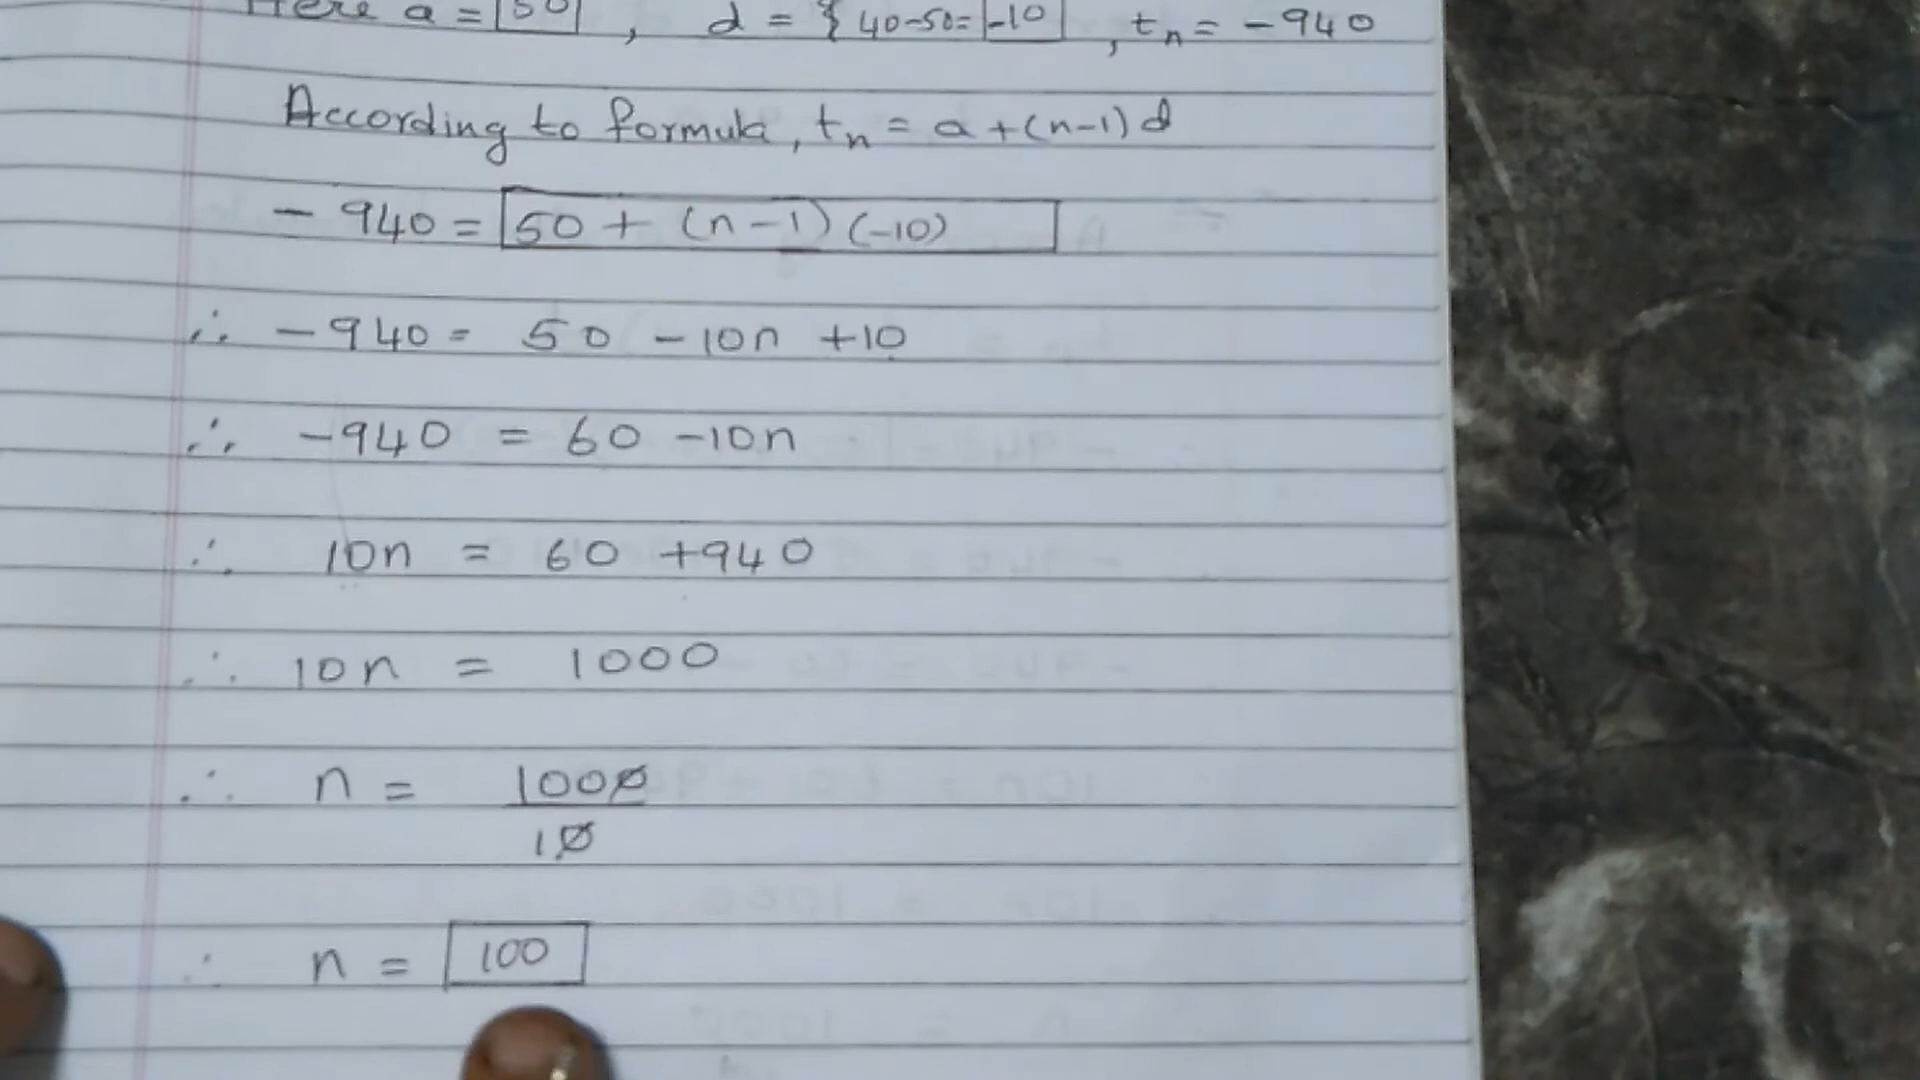 Here a = 50 , d = { 40-50= -10 , tn = -940
According to formula, tn = a+(n-1)d
- 940 = 50 + (n-1) (-10)
∴ -940 = 50 -10n +10
∴ -940 = 60 -10n
∴ 10n = 60 +940
∴ 10n = 1000
∴ n = 1000
10
∴ n = 100